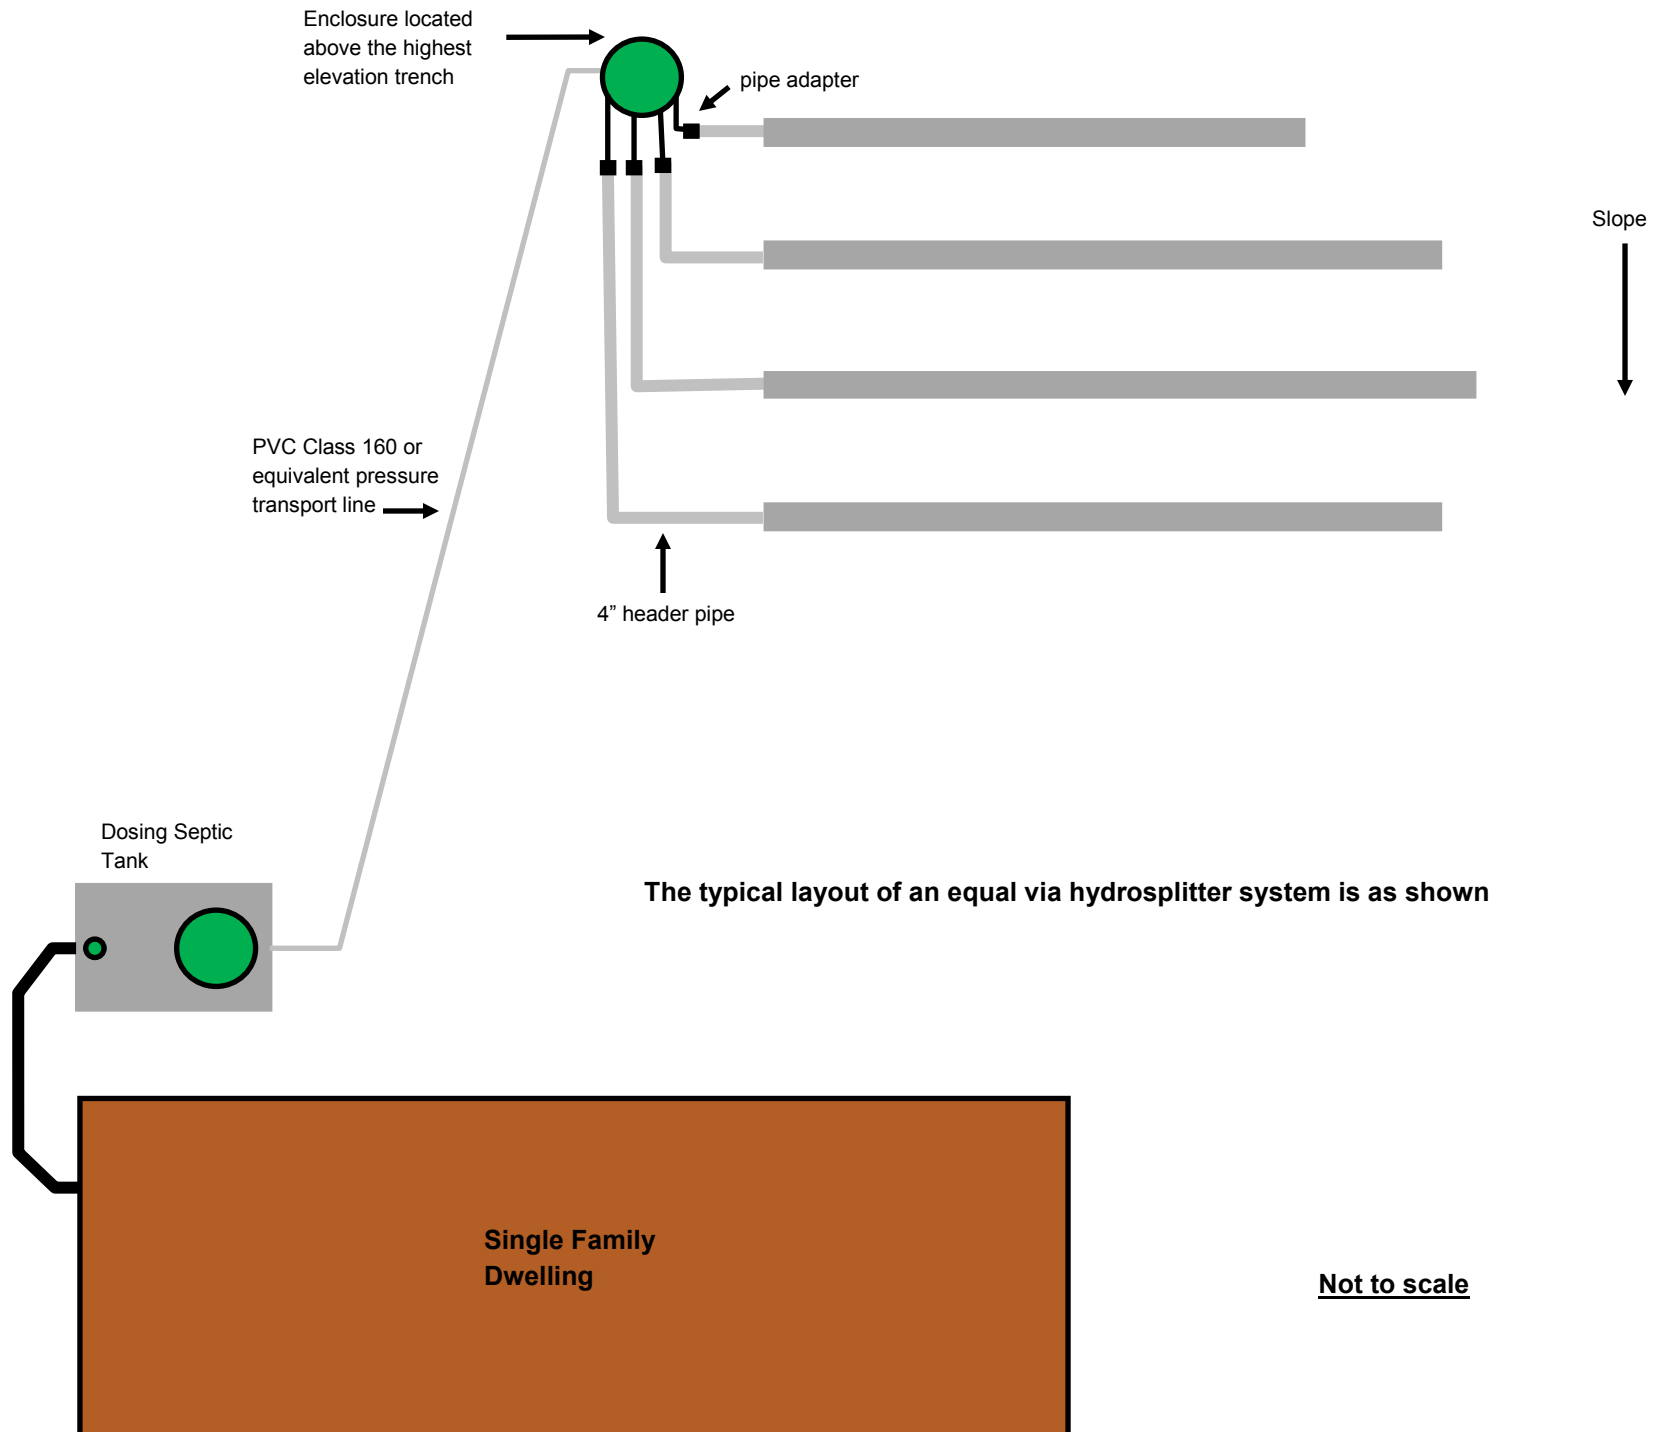 Enclosure located
above the highest
elevation trench
pipe adapter
Slope
PVC Class 160 or
equivalent pressure
transport line
4” header pipe
Dosing Septic
Tank
The typical layout of an equal via hydrosplitter system is as shown
Single Family
Dwelling
Not to scale